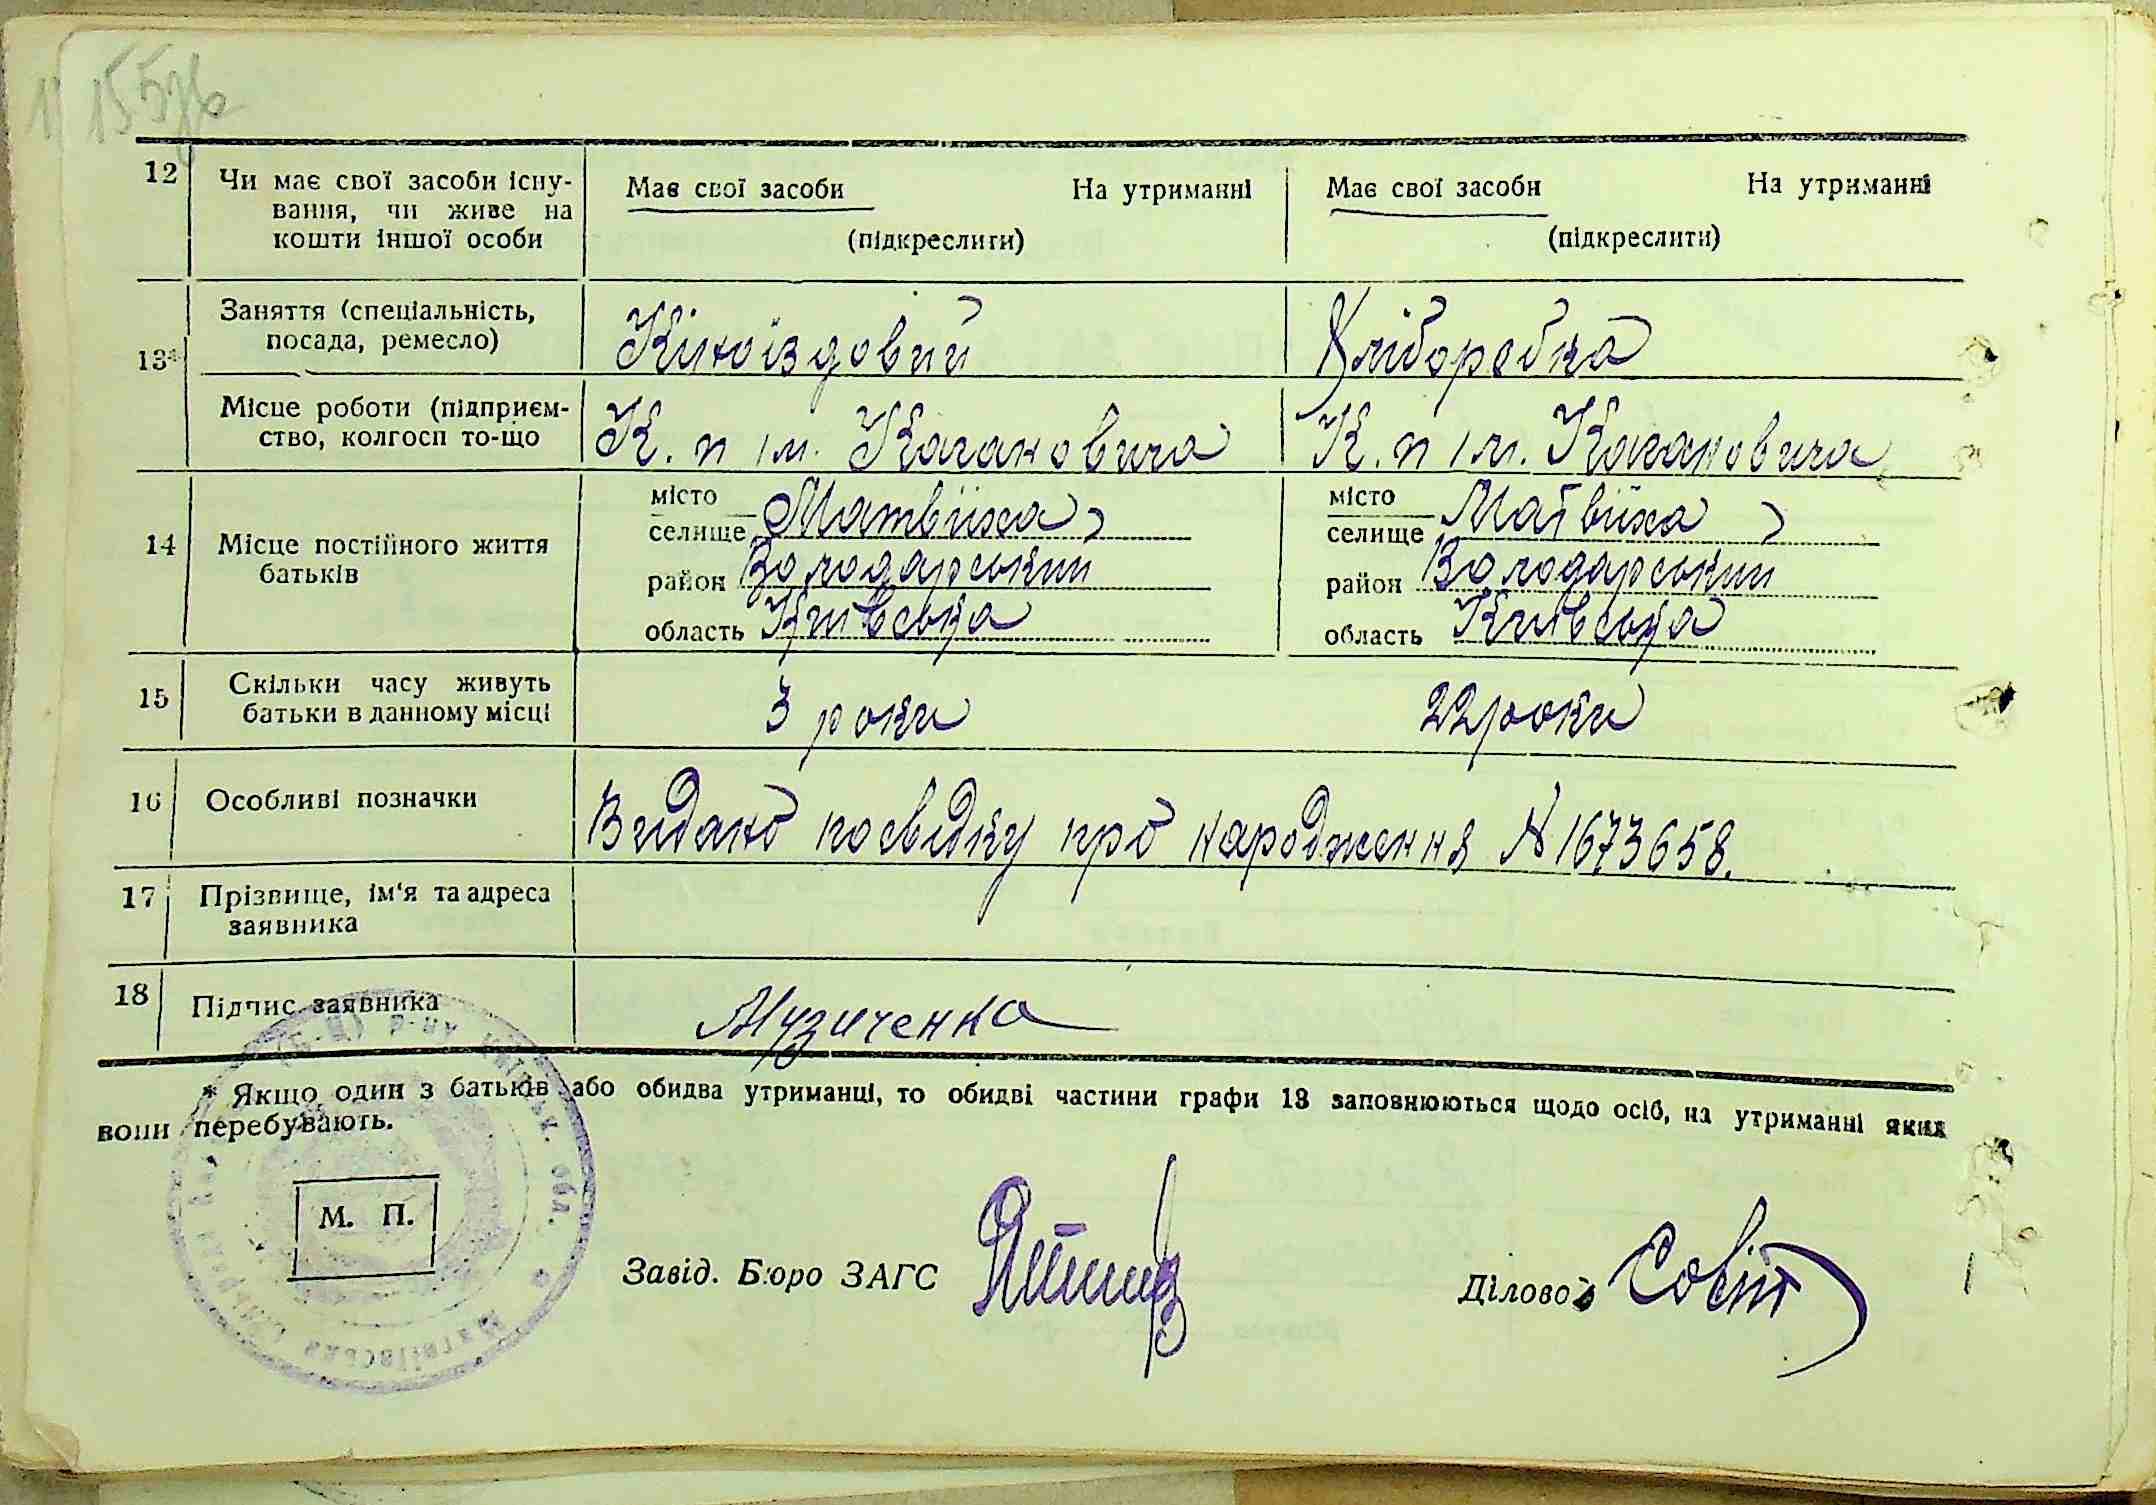 155зв
12 Чи має свої засоби існу-
вання, чи живе на
кошти іншої особи
Має свої засоби На утриманні
(підкреслити)
Має свої засоби На утриманні
(підкреслити)
13*
Заняття (спеціальність,
посада, ремесло)
Кіноїздовий
Хліборобка
Місце роботи (підприєм-
ство, колгосп то-що
К. п ім. Кагановича
К. п ім. Кагановича
14 Місце постійного життя
батьків
місто
селище Матвіїха
район Володарський
область Київська
місто
селище Матвіїха
район Володарський
область Київська
15 Скільки часу живуть
батьки в данному місці
3 роки
22 роки
16 Особливі позначки
Видано посвідку про народження N 1673658.
17 Прізвище, ім'я та адреса
заявника
18 Підпис заявника
Музиченко
* Якщо один з батьків або обидва утриманці, то обидві частини графи 13 заповнюються щодо осіб, на утриманні яких
вони перебувають.
М. П.
Завід. Бюро ЗАГС
Ділово